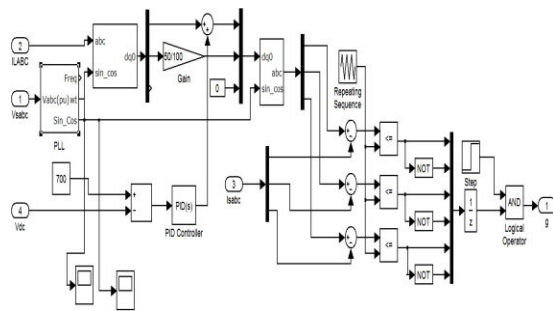 2
ILABC
abc
dq0
sin_cos
50/100
Gain
0
dq0
abc
sin_cos
Repeating
Sequence
1
Vsabc
Freq
Vabc(pu) wt
Sin_Cos
PLL
700
4
Vdc
+
-
PID(s)
PID Controller
3
Isabc
<=
NOT
<=
NOT
<=
NOT
Step
1
z
AND
Logical
Operator
1
g